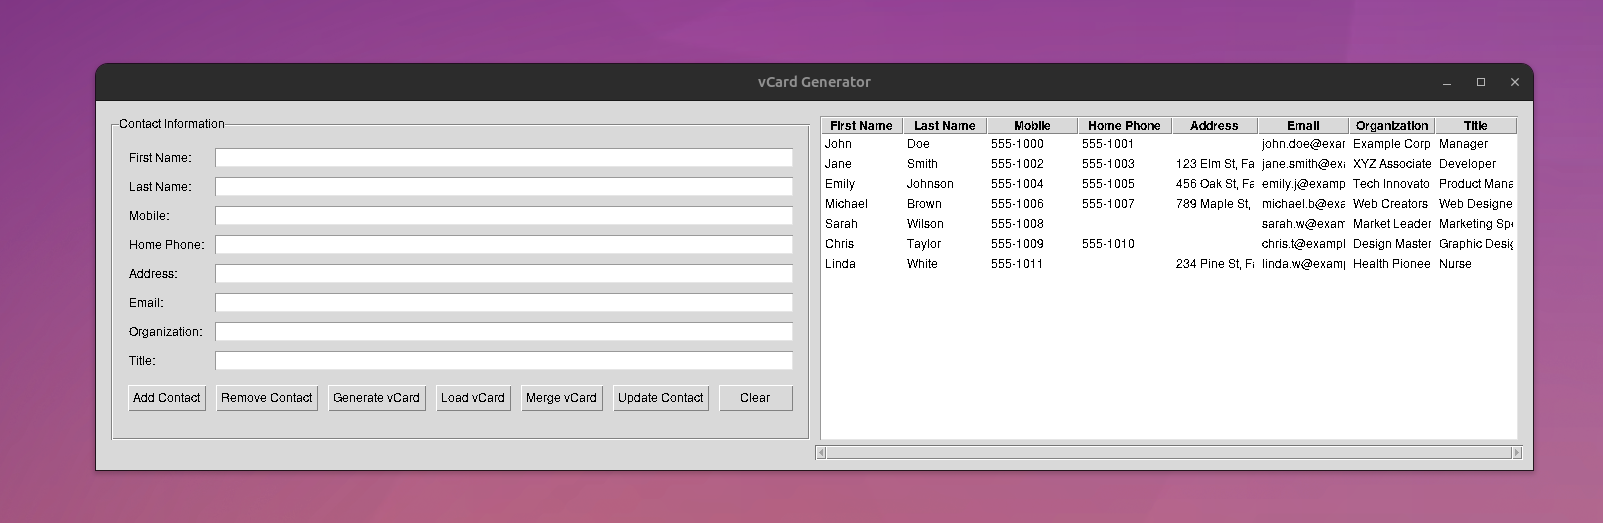 vCard Generator
Contact Information
First Name:
Last Name:
Mobile:
Home Phone:
Address:
Email:
Organization:
Title:
Add Contact Remove Contact Generate vCard Load vCard Merge vCard Update Contact Clear
First Name Last Name Mobile Home Phone Address Email Organization Title
John Doe 555-1000 555-1001 john.doe@exar Example Corp Manager
Jane Smith 555-1002 555-1003 123 Elm St, Fa jane.smith@exa XYZ Associate Developer
Emily Johnson 555-1004 555-1005 456 Oak St, Fa emily.j@examp Tech Innovato Product Mana
Michael Brown 555-1006 555-1007 789 Maple St, michael.b@exa Web Creators Web Designe
Sarah Wilson 555-1008 sarah.w@exam Market Leader Marketing Spe
Chris Taylor 555-1009 555-1010 chris.t@exampl Design Master Graphic Desig
Linda White 555-1011 234 Pine St, Fa linda.w@examp Health Pionee Nurse